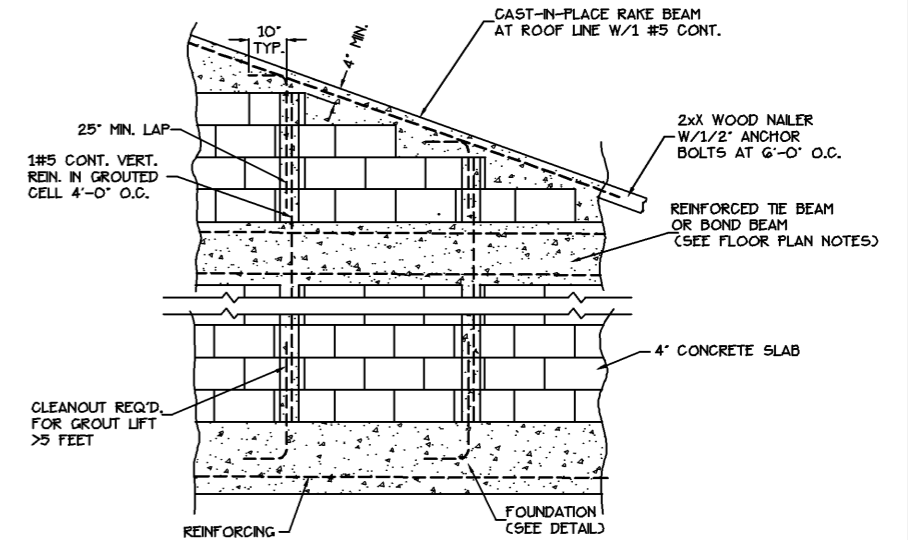 CAST-IN-PLACE RAKE BEAM
AT ROOF LINE W/1 #5 CONT.
10"
TYP.
4" MIN.
2xX WOOD NAILER
W/1/2" ANCHOR
BOLTS AT 6'-0" O.C.
25" MIN. LAP
1#5 CONT. VERT.
REIN. IN GROUTED
CELL 4'-0" O.C.
REINFORCED TIE BEAM
OR BOND BEAM
(SEE FLOOR PLAN NOTES)
4" CONCRETE SLAB
CLEANOUT REQ'D.
FOR GROUT LIFT
>5 FEET
REINFORCING
FOUNDATION
(SEE DETAIL)